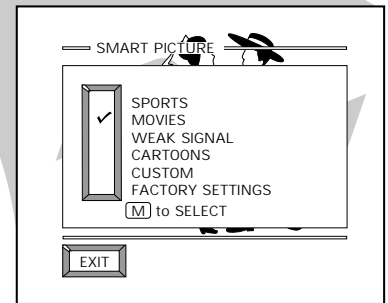 SMART PICTURE
SPORTS
MOVIES
WEAK SIGNAL
CARTOONS
CUSTOM
FACTORY SETTINGS
M to SELECT
EXIT